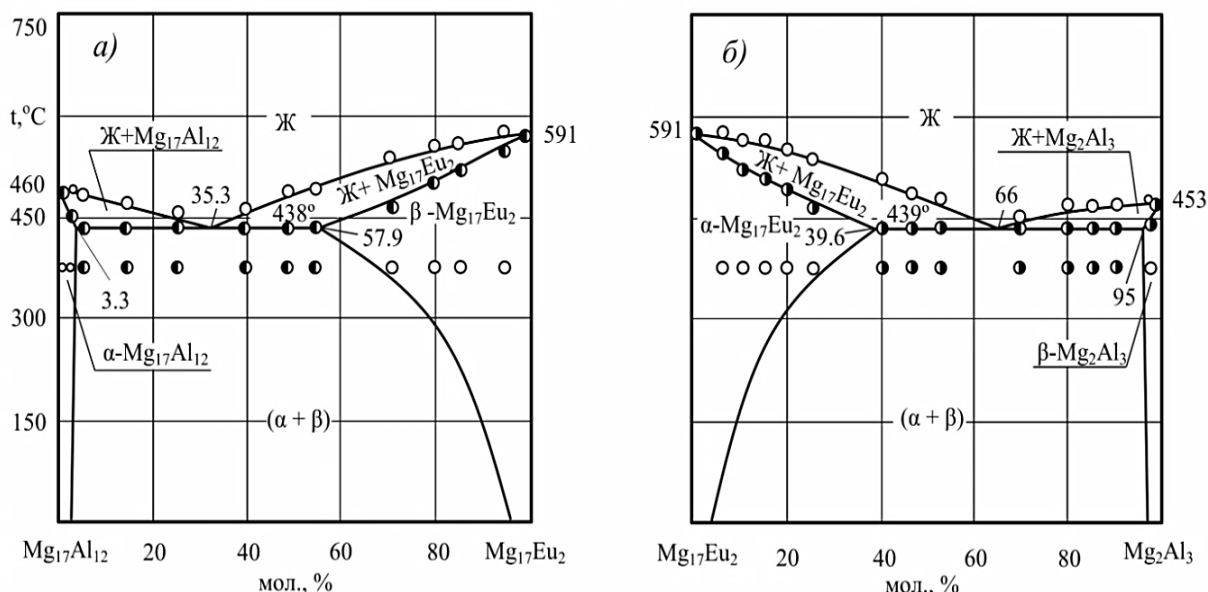 а)
750
t,°C
460
450
300
150
Ж
Ж+Mg₁₇Al₁₂
Ж+ Mg₁₇Eu₂
591
35.3
438º
β -Mg₁₇Eu₂
57.9
3.3
α-Mg₁₇Al₁₂
(α + β)
Mg₁₇Al₁₂ 20 40 60 80 Mg₁₇Eu₂
мол., %
б)
Ж
Ж+Mg₂Al₃
591
Ж+ Mg₁₇Eu₂
453
α-Mg₁₇Eu₂
439º
66
39.6
95
β-Mg₂Al₃
(α + β)
Mg₁₇Eu₂ 20 40 60 80 Mg₂Al₃
мол., %